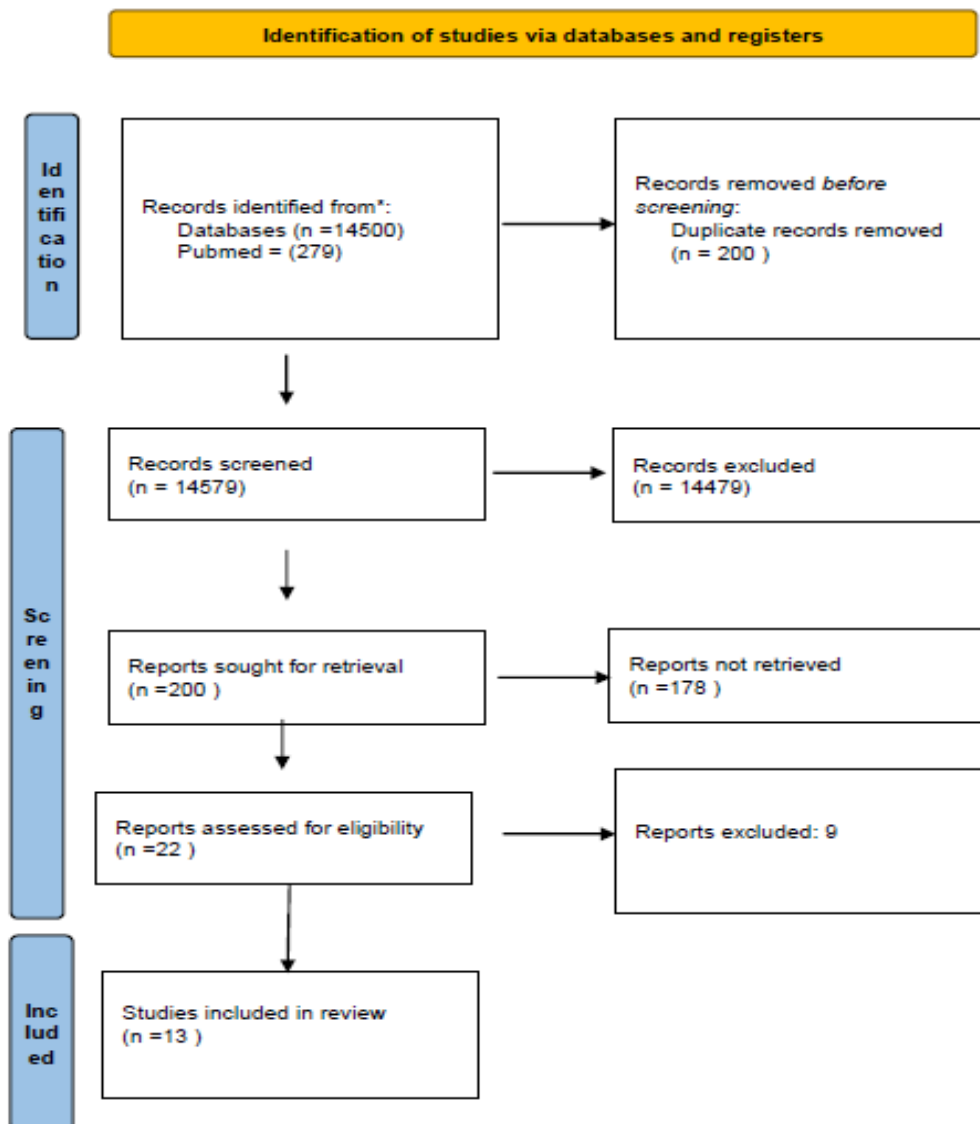 Identification of studies via databases and registers
Id
en
tifi
ca
tio
n
Records identified from*:
Databases (n =14500)
Pubmed = (279)
Records removed before
screening:
Duplicate records removed
(n = 200 )
Sc
re
en
in
g
Records screened
(n = 14579)
Records excluded
(n = 14479)
Reports sought for retrieval
(n =200 )
Reports not retrieved
(n =178 )
Reports assessed for eligibility
(n =22 )
Reports excluded: 9
Inc
lud
ed
Studies included in review
(n =13 )